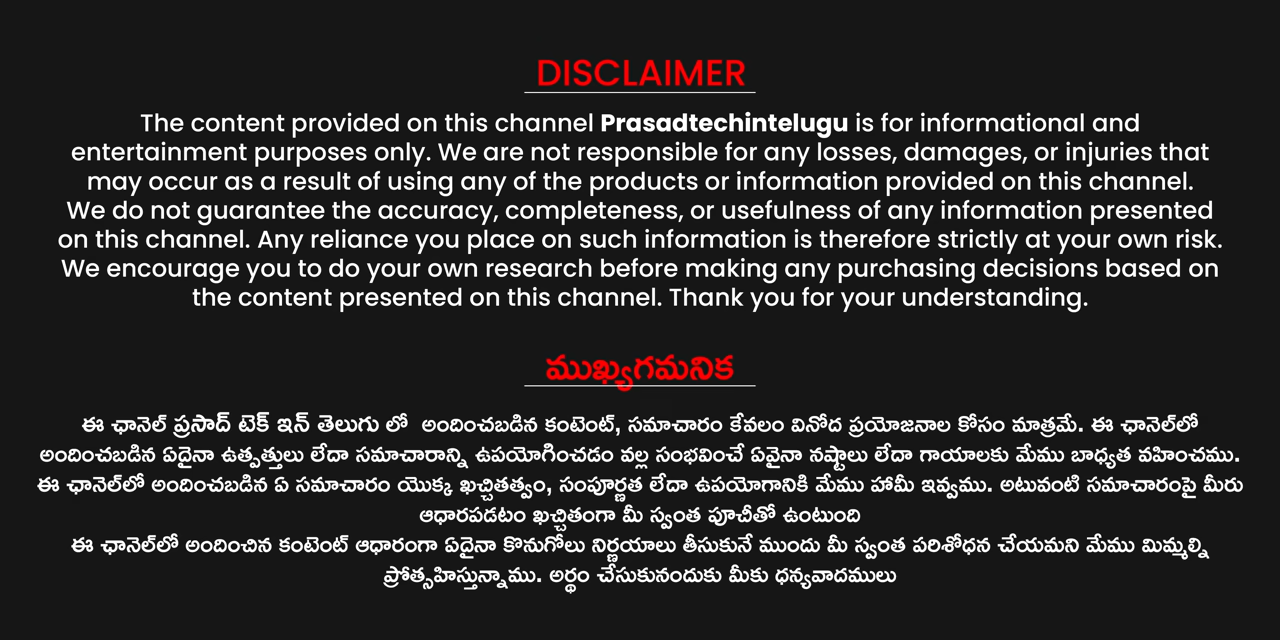 DISCLAIMER
The content provided on this channel Prasadtechintelugu is for informational and
entertainment purposes only. We are not responsible for any losses, damages, or injuries that
may occur as a result of using any of the products or information provided on this channel.
We do not guarantee the accuracy, completeness, or usefulness of any information presented
on this channel. Any reliance you place on such information is therefore strictly at your own risk.
We encourage you to do your own research before making any purchasing decisions based on
the content presented on this channel. Thank you for your understanding.
ముఖ్యగమనిక
ఈ ఛానెల్ ప్రసాద్ టెక్ ఇన్ తెలుగు లో అందించబడిన కంటెంట్, సమాచారం కేవలం వినోద ప్రయోజనాల కోసం మాత్రమే. ఈ ఛానెల్‌లో
అందించబడిన ఏదైనా ఉత్పత్తులు లేదా సమాచారాన్ని ఉపయోగించడం వల్ల సంభవించే ఏవైనా నష్టాలు లేదా గాయాలకు మేము బాధ్యత వహించము.
ఈ ఛానెల్‌లో అందించబడిన ఏ సమాచారం యొక్క ఖచ్చితత్వం, సంపూర్ణత లేదా ఉపయోగానికి మేము హామీ ఇవ్వము. అటువంటి సమాచారంపై మీరు
ఆధారపడటం ఖచ్చితంగా మీ స్వంత పూచీతో ఉంటుంది
ఈ ఛానెల్‌లో అందించిన కంటెంట్ ఆధారంగా ఏదైనా కొనుగోలు నిర్ణయాలు తీసుకునే ముందు మీ స్వంత పరిశోధన చేయమని మేము మిమ్మల్ని
ప్రోత్సహిస్తున్నాము. అర్థం చేసుకునందుకు మీకు ధన్యవాదములు